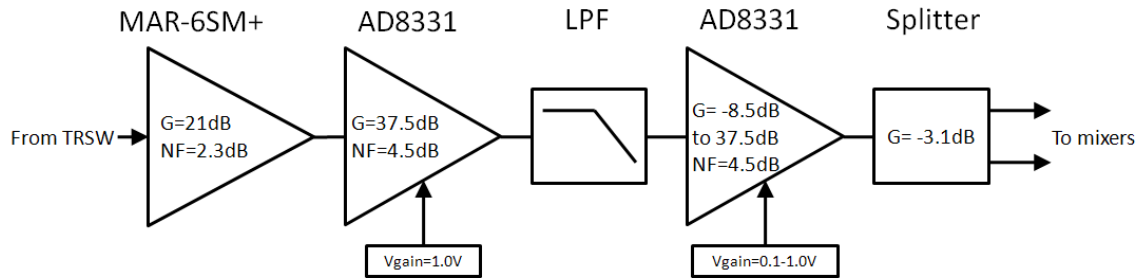 MAR-6SM+
AD8331
LPF
AD8331
Splitter
From TRSW
G=21dB
NF=2.3dB
G=37.5dB
NF=4.5dB
G= -8.5dB
to 37.5dB
NF=4.5dB
G= -3.1dB
To mixers
Vgain=1.0V
Vgain=0.1-1.0V